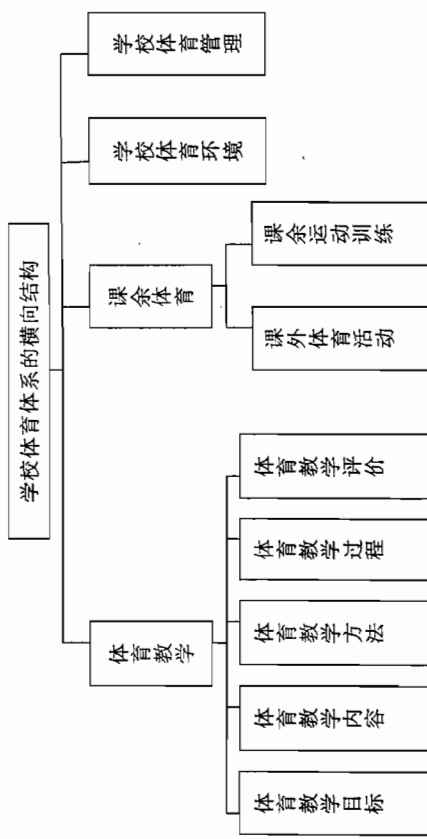 学校体育体系的横向结构
体育教学
课余体育
学校体育环境
学校体育管理
体育教学目标
体育教学内容
体育教学方法
体育教学过程
体育教学评价
课外体育活动
课余运动训练